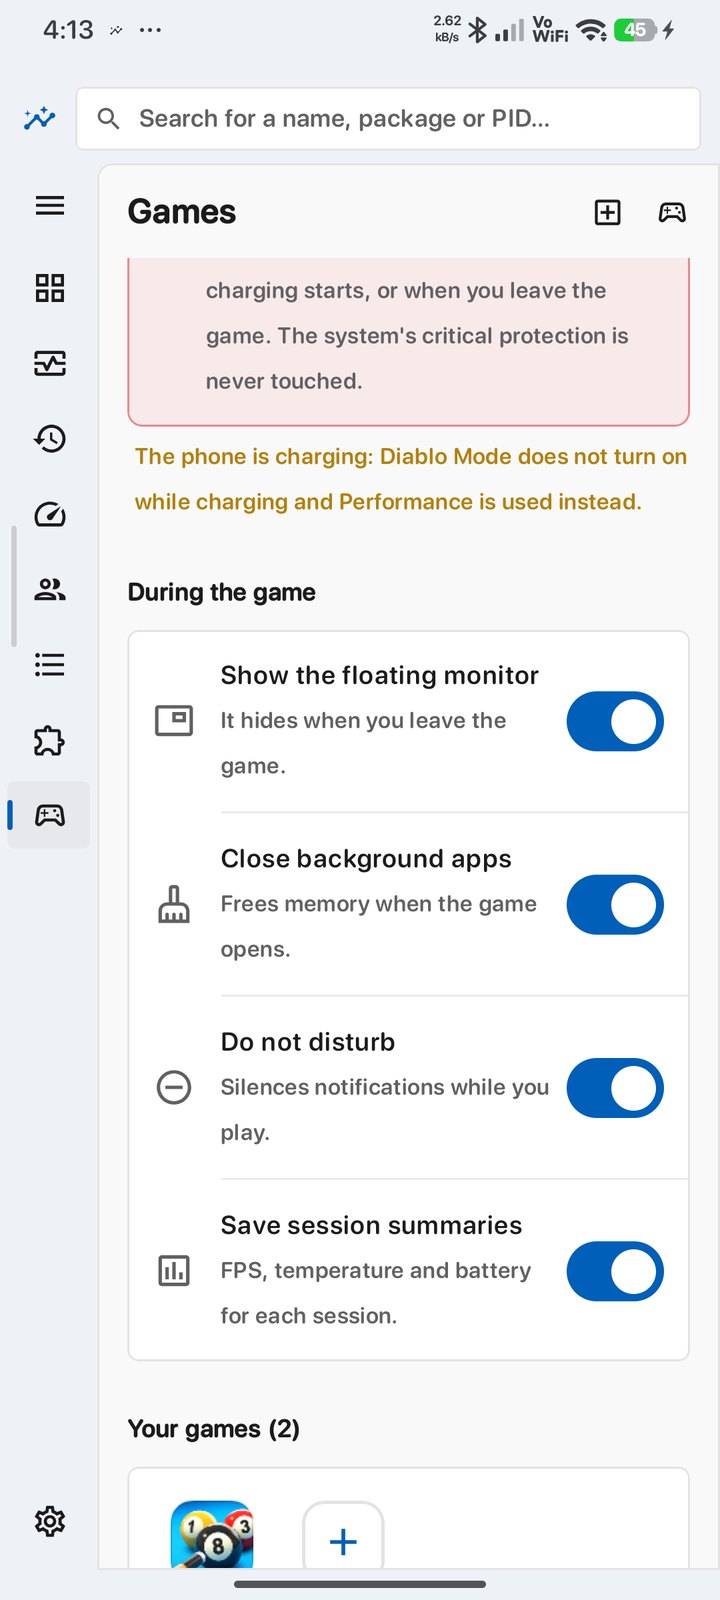 4:13
2.62 kB/s
Vo WiFi
45
Search for a name, package or PID...
Games
charging starts, or when you leave the
game. The system's critical protection is
never touched.
The phone is charging: Diablo Mode does not turn on
while charging and Performance is used instead.
During the game
Show the floating monitor
It hides when you leave the
game.
Close background apps
Frees memory when the game
opens.
Do not disturb
Silences notifications while you
play.
Save session summaries
FPS, temperature and battery
for each session.
Your games (2)
1
3
8